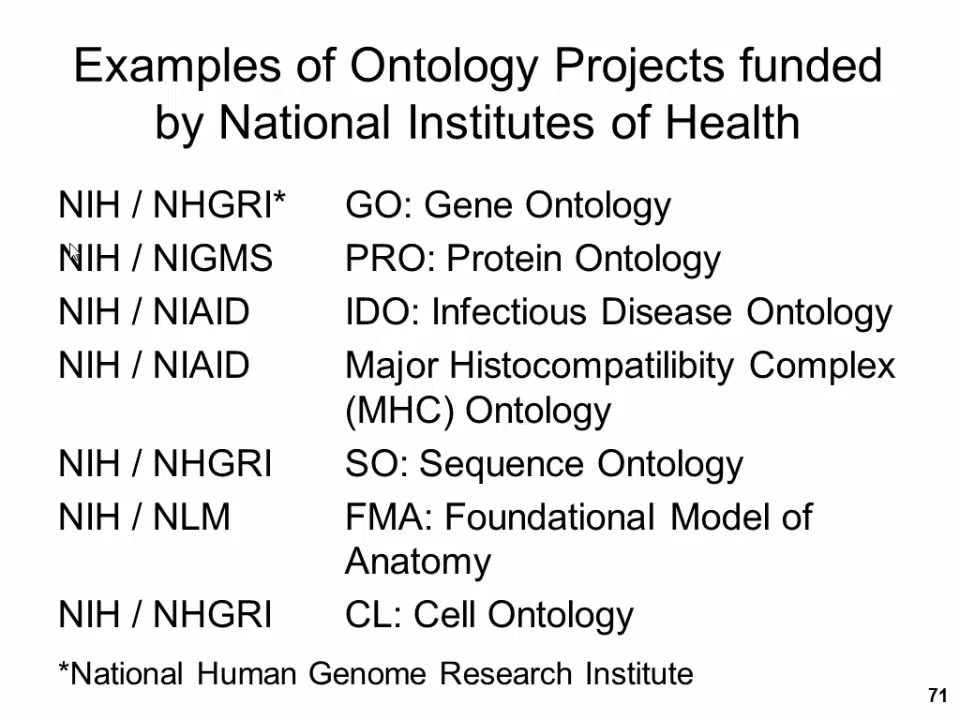 Examples of Ontology Projects funded
by National Institutes of Health
NIH / NHGRI* GO: Gene Ontology
NIH / NIGMS PRO: Protein Ontology
NIH / NIAID IDO: Infectious Disease Ontology
NIH / NIAID Major Histocompatilibity Complex
(MHC) Ontology
NIH / NHGRI SO: Sequence Ontology
NIH / NLM FMA: Foundational Model of
Anatomy
NIH / NHGRI CL: Cell Ontology
*National Human Genome Research Institute
71